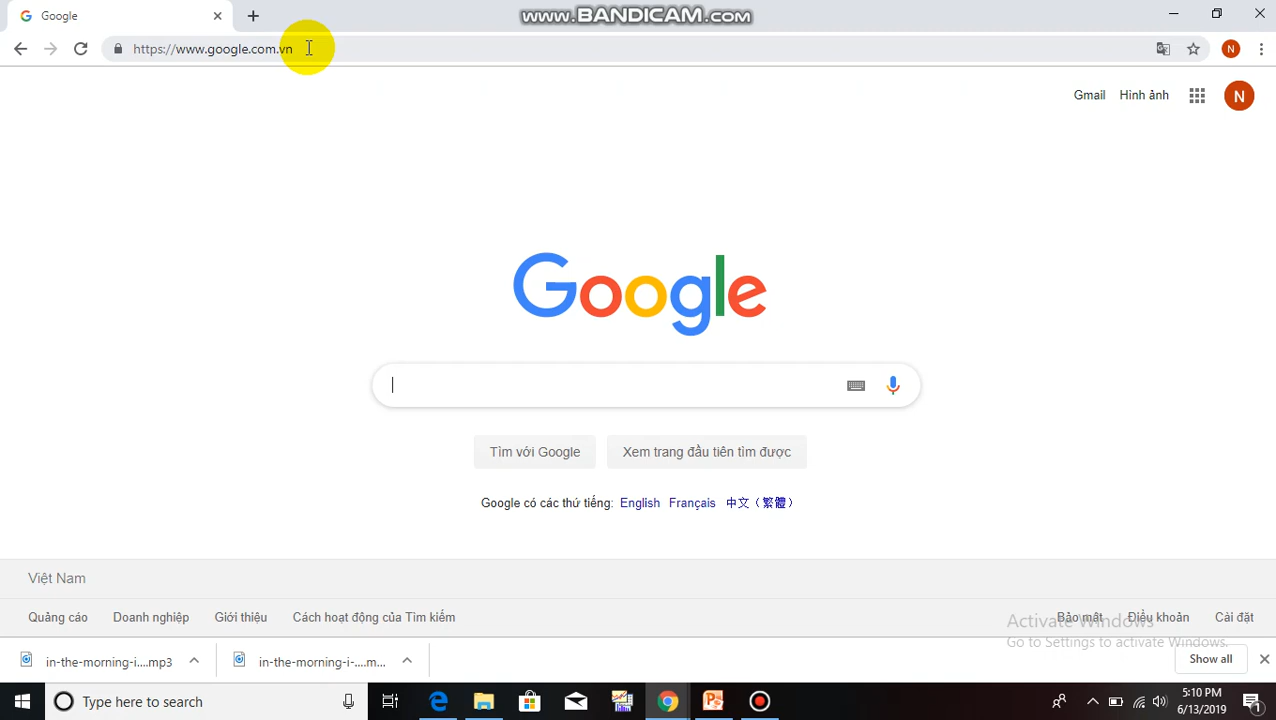 Google
www.BANDICAM.com
https://www.google.com.vn
N
Gmail
Hình ảnh
N
Google
Tìm với Google
Xem trang đầu tiên tìm được
Google có các thứ tiếng: English Français 中文（繁體）
Việt Nam
Quảng cáo
Doanh nghiệp
Giới thiệu
Cách hoạt động của Tìm kiếm
Bảo mật
Điều khoản
Cài đặt
Activate Windows
Go to Settings to activate Windows.
in-the-morning-i....mp3
in-the-morning-i-....m...
Show all
Type here to search
5:10 PM
6/13/2019
1